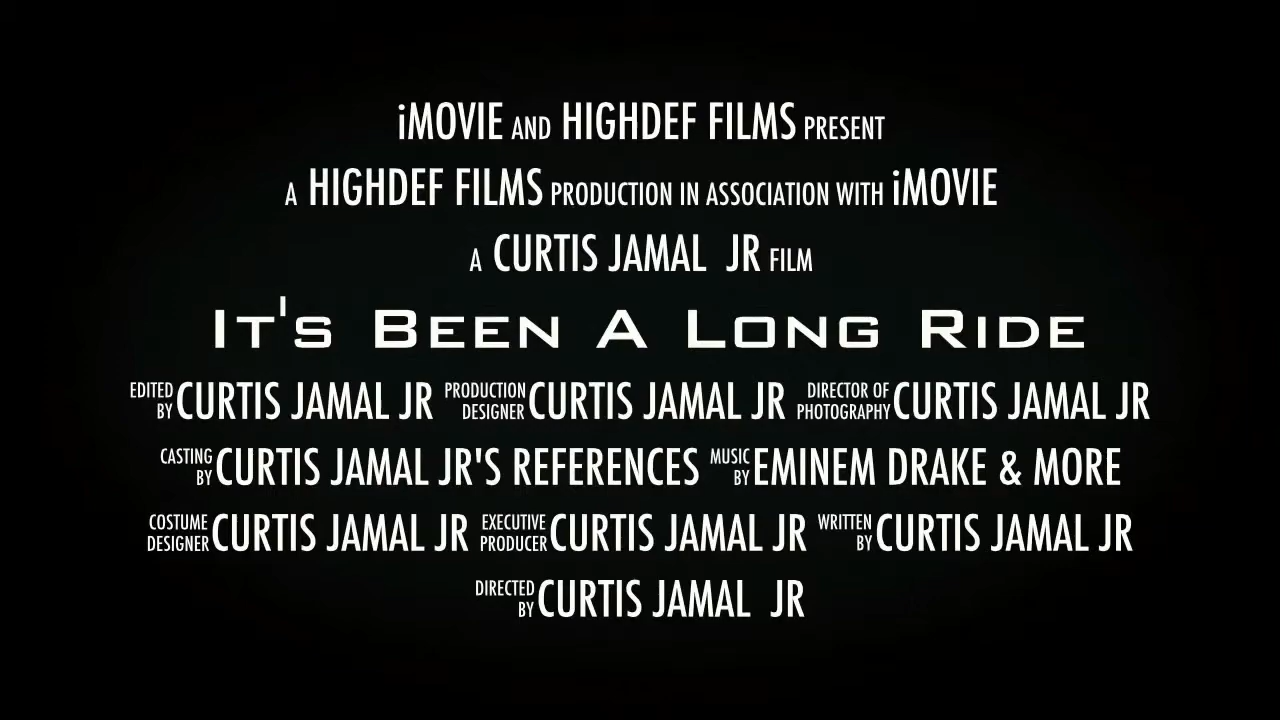 iMOVIE AND HIGHDEF FILMS PRESENT
A HIGHDEF FILMS PRODUCTION IN ASSOCIATION WITH iMOVIE
A CURTIS JAMAL JR FILM
It's Been A Long Ride
EDITED BY CURTIS JAMAL JR PRODUCTION DESIGNER CURTIS JAMAL JR DIRECTOR OF PHOTOGRAPHY CURTIS JAMAL JR
CASTING BY CURTIS JAMAL JR'S REFERENCES MUSIC BY EMINEM DRAKE & MORE
COSTUME DESIGNER CURTIS JAMAL JR EXECUTIVE PRODUCER CURTIS JAMAL JR WRITTEN BY CURTIS JAMAL JR
DIRECTED BY CURTIS JAMAL JR